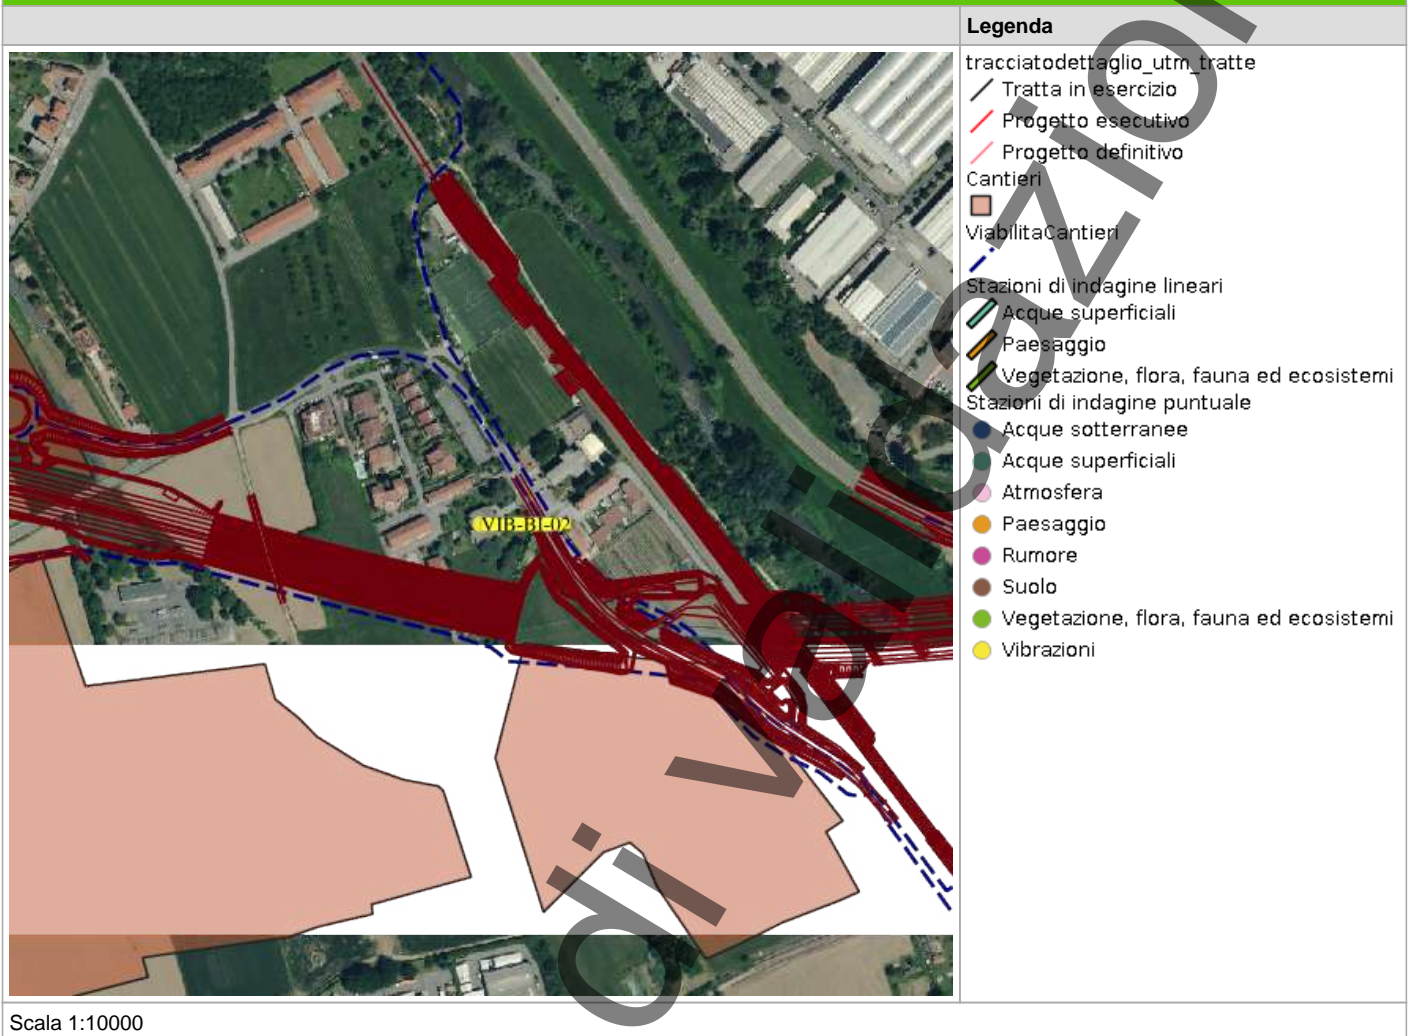 Legenda
tracciatodettaglio_utm_tratte
Tratta in esercizio
Progetto esecutivo
Progetto definitivo
Cantieri
ViabilitaCantieri
Stazioni di indagine lineari
Acque superficiali
Paesaggio
Vegetazione, flora, fauna ed ecosistemi
Stazioni di indagine puntuale
Acque sotterranee
Acque superficiali
Atmosfera
Paesaggio
Rumore
Suolo
Vegetazione, flora, fauna ed ecosistemi
Vibrazioni
VIB-BI-02
di
Scala 1:10000